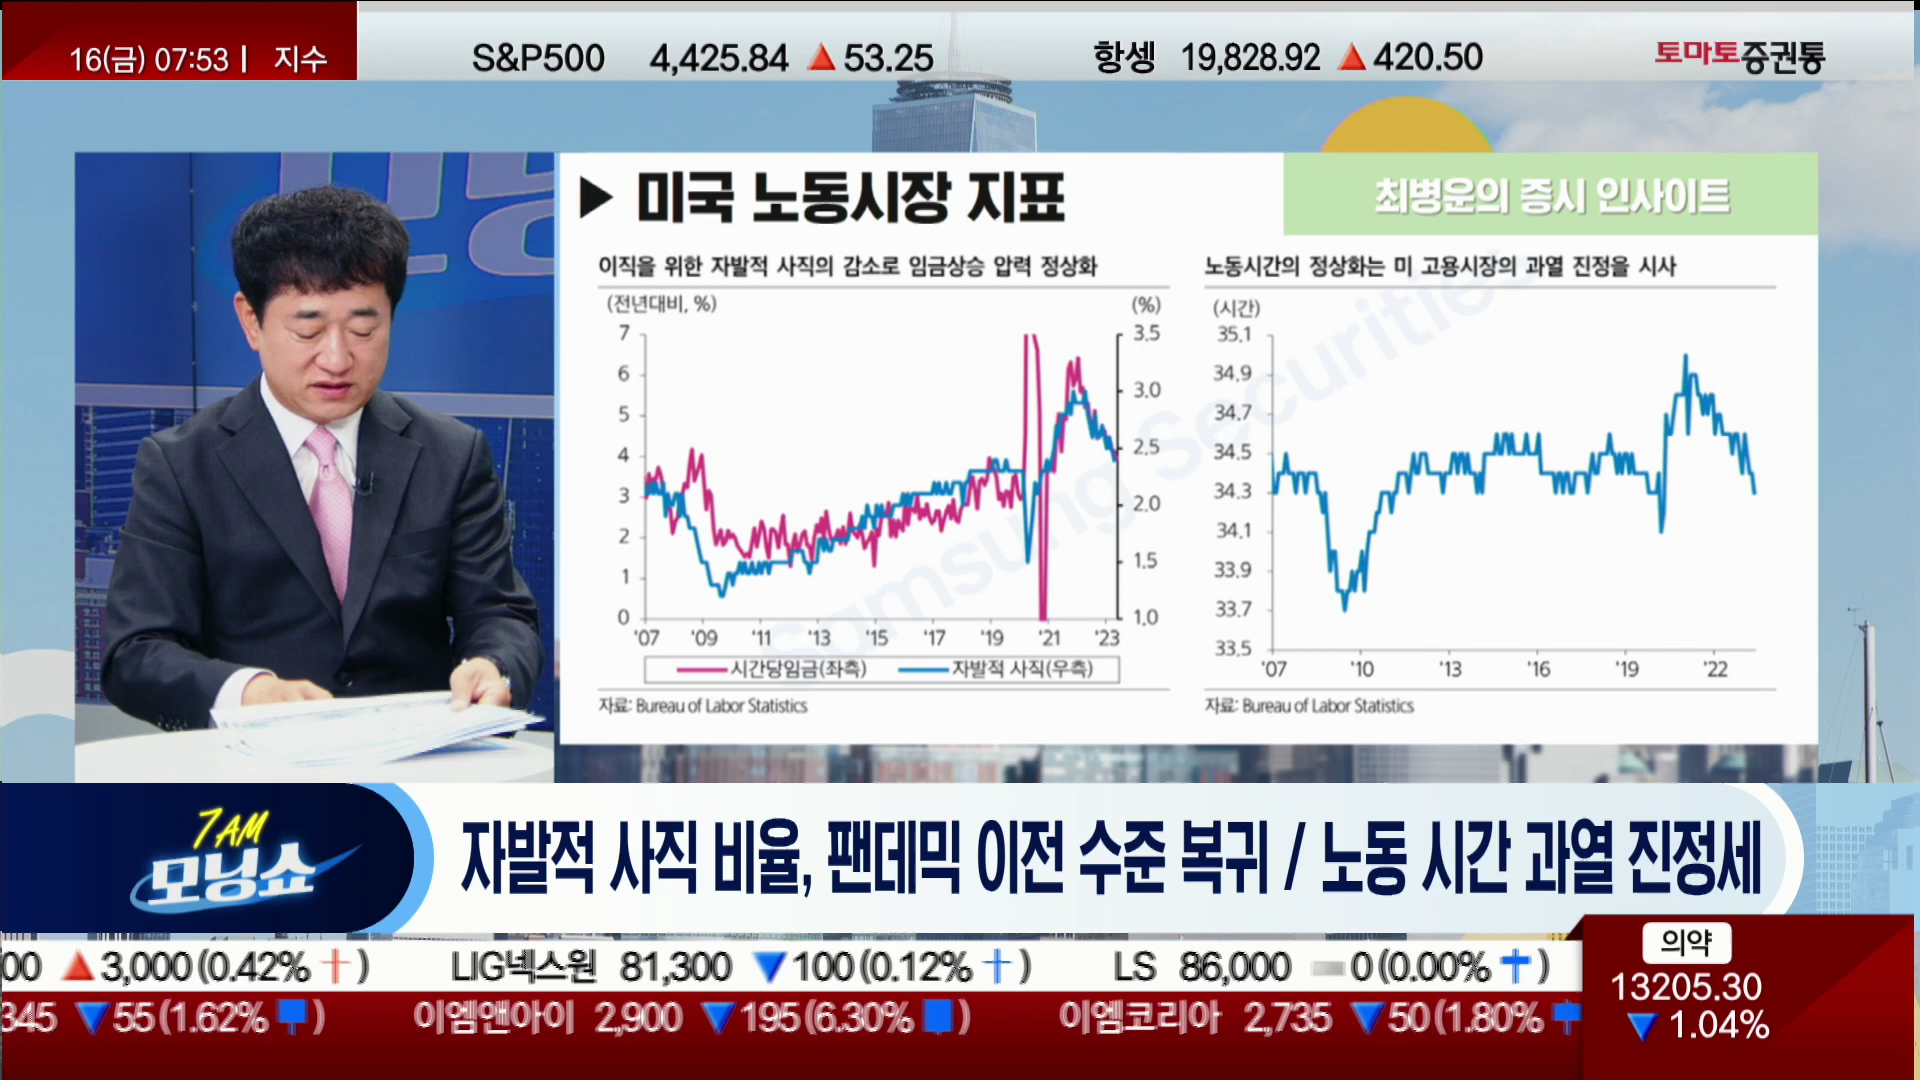 16(금) 07:53 | 지수
S&P500 4,425.84 ▲ 53.25
항셍 19,828.92 ▲ 420.50
토마토증권통
▶ 미국 노동시장 지표
최병운의 증시 인사이트
이직을 위한 자발적 사직의 감소로 임금상승 압력 정상화
(전년대비, %)
(%)
7
6
5
4
3
2
1
0
3.5
3.0
2.5
2.0
1.5
1.0
'07 '09 '11 '13 '15 '17 '19 '21 '23
시간당임금(좌측) 자발적 사직(우측)
자료: Bureau of Labor Statistics
노동시간의 정상화는 미 고용시장의 과열 진정을 시사
(시간)
35.1
34.9
34.7
34.5
34.3
34.1
33.9
33.7
33.5
'07 '10 '13 '16 '19 '22
자료: Bureau of Labor Statistics
Samsung Securities
7AM
모닝쇼
자발적 사직 비율, 팬데믹 이전 수준 복귀 / 노동 시간 과열 진정세
00 ▲ 3,000(0.42% ) LIG넥스원 81,300 ▼ 100(0.12% ) LS 86,000 0(0.00% )
345 ▼ 55(1.62% ) 이엠앤아이 2,900 ▼ 195(6.30% ) 이엠코리아 2,735 ▼ 50(1.80%
의약
13205.30
▼ 1.04%